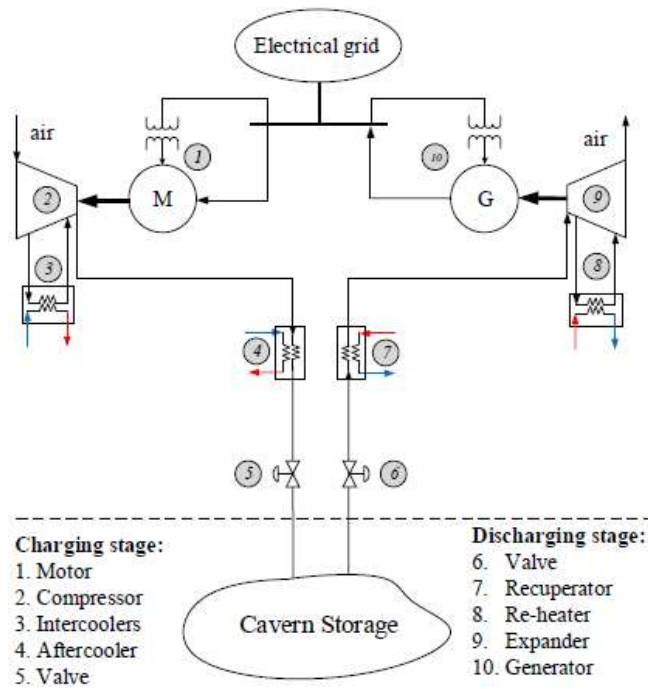 Electrical grid
air
air
1
10
2
M
G
9
3
8
4
7
5
6
Charging stage:
1. Motor
2. Compressor
3. Intercoolers
4. Aftercooler
5. Valve
Cavern Storage
Discharging stage:
6. Valve
7. Recuperator
8. Re-heater
9. Expander
10. Generator